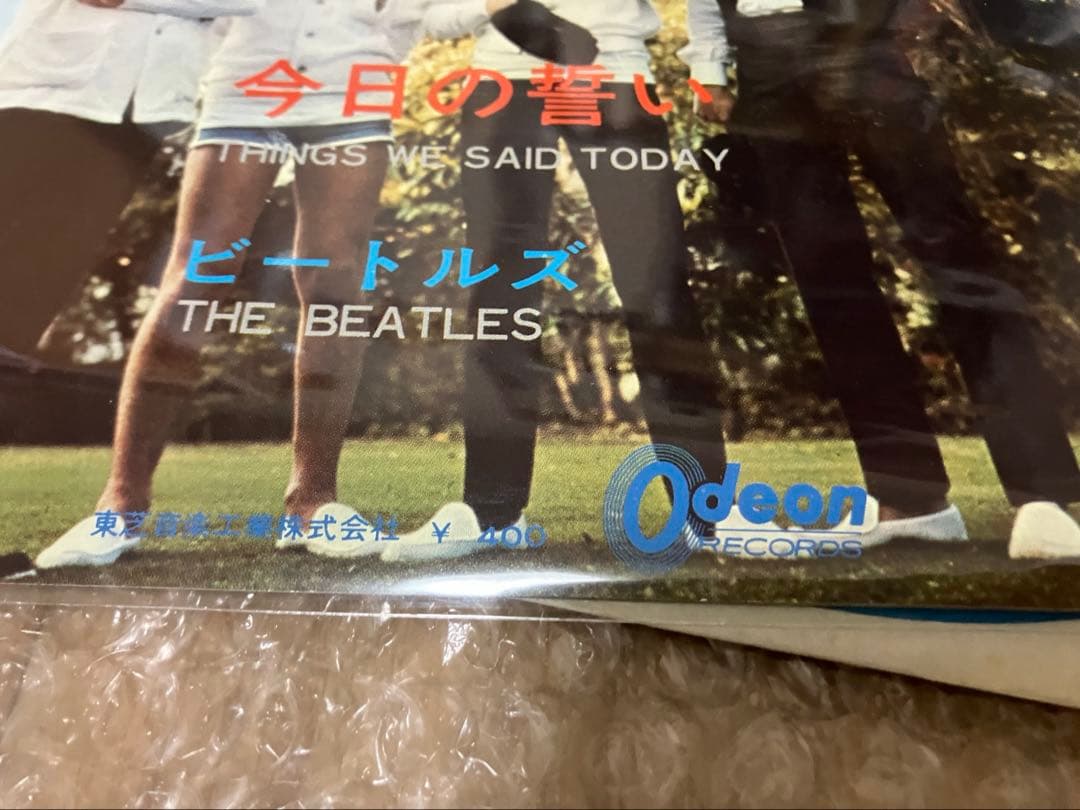 今日の誓い
THINGS WE SAID TODAY
ビートルズ
THE BEATLES
東芝音楽工業株式会社 ¥400
Odeon
RECORDS